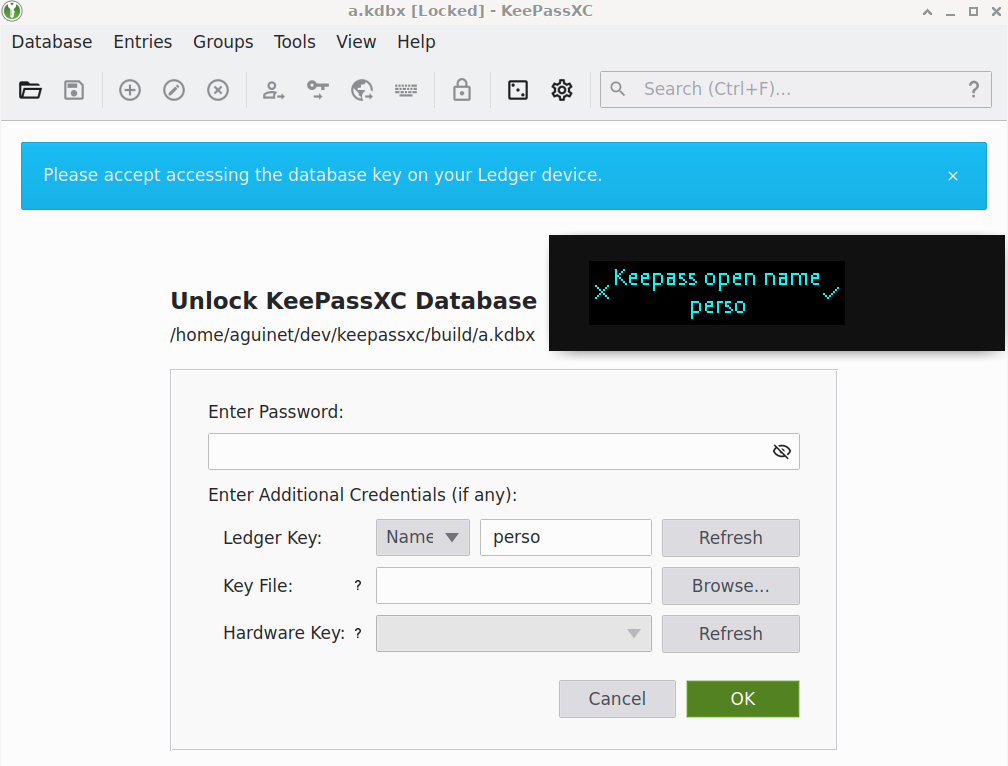 a.kdbx [Locked] - KeePassXC
Database Entries Groups Tools View Help
Search (Ctrl+F)... ?
Please accept accessing the database key on your Ledger device. ×
Keepass open name
perso
Unlock KeePassXC Database
/home/aguinet/dev/keepassxc/build/a.kdbx
Enter Password:
Enter Additional Credentials (if any):
Ledger Key: Name perso Refresh
Key File: ? Browse...
Hardware Key: ? Refresh
Cancel OK